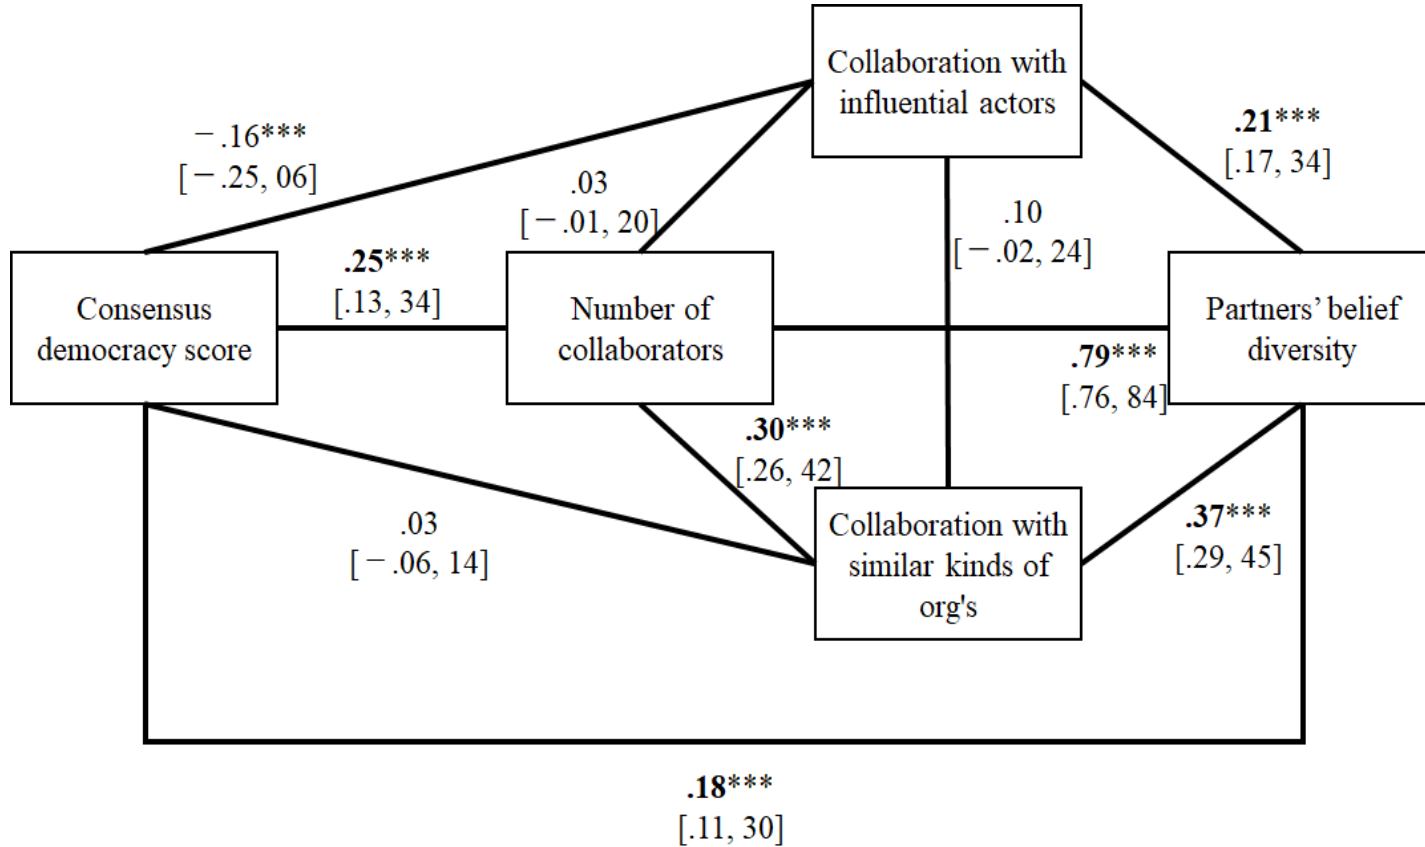 Collaboration with
influential actors
－.16***
[－.25, 06]
.21***
[.17, 34]
.03
[－.01, 20]
.10
[－.02, 24]
.25***
[.13, 34]
Consensus
democracy score
Number of
collaborators
Partners’ belief
diversity
.79***
[.76, 84]
.30***
[.26, 42]
.03
[－.06, 14]
Collaboration with
similar kinds of
org's
.37***
[.29, 45]
.18***
[.11, 30]